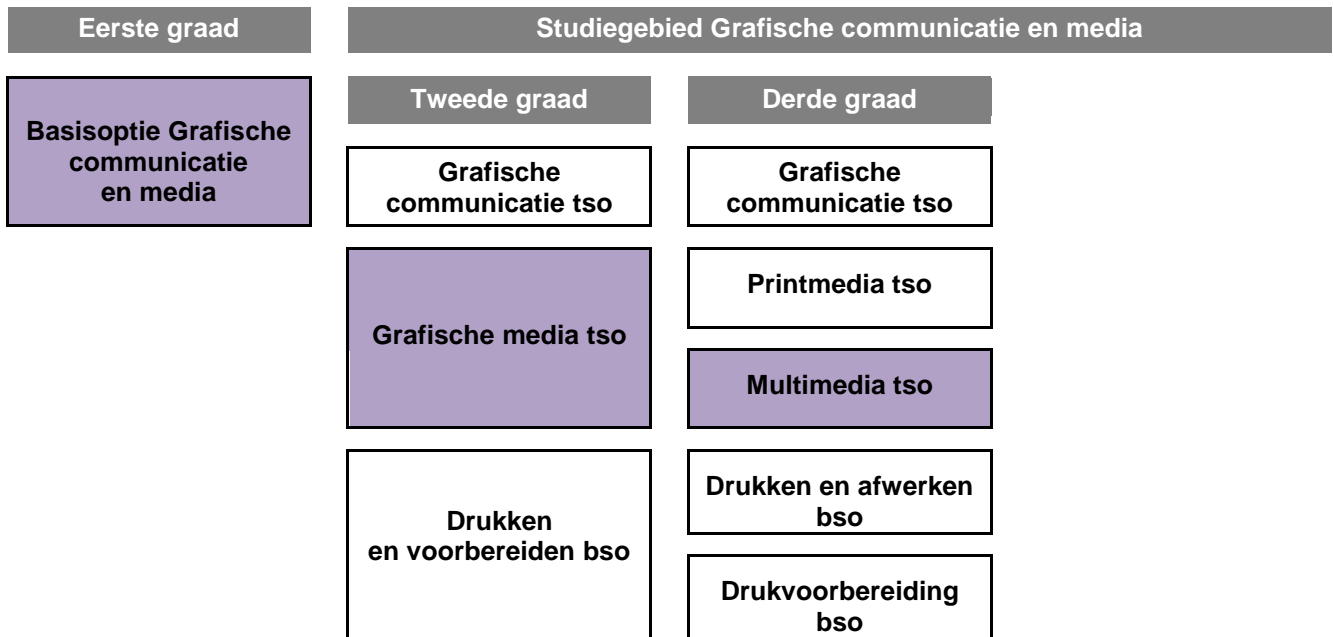 Eerste graad
Studiegebied Grafische communicatie en media
Basisoptie Grafische
communicatie
en media
Tweede graad
Derde graad
Grafische
communicatie tso
Grafische
communicatie tso
Grafische media tso
Printmedia tso
Multimedia tso
Drukken
en voorbereiden bso
Drukken en afwerken
bso
Drukvoorbereiding
bso